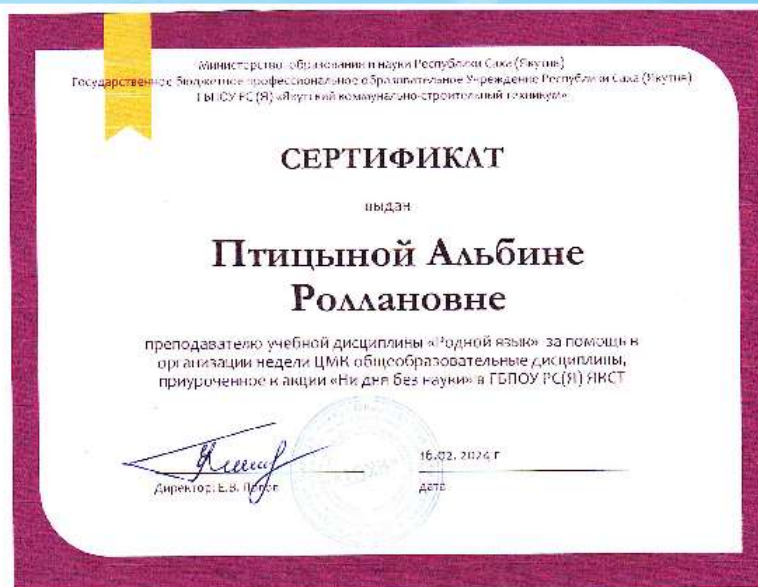 Министерство образования и науки Республики Саха (Якутия)
Государственное бюджетное профессиональное образовательное Учреждение Республики Саха (Якутия)
ГБПОУ РС(Я) «Якутский коммунально-строительный техникум»
СЕРТИФИКАТ
выдан
Птицыной Альбине
Роллановне
преподавателю учебной дисциплины «Родной язык» за помощь в
организации недели ЦМК общеобразовательные дисциплины,
приуроченное к акции «Ни дня без науки» в ГБПОУ РС(Я) ЯКСТ
16.02. 2024 г
Директор: Е.В.
дата